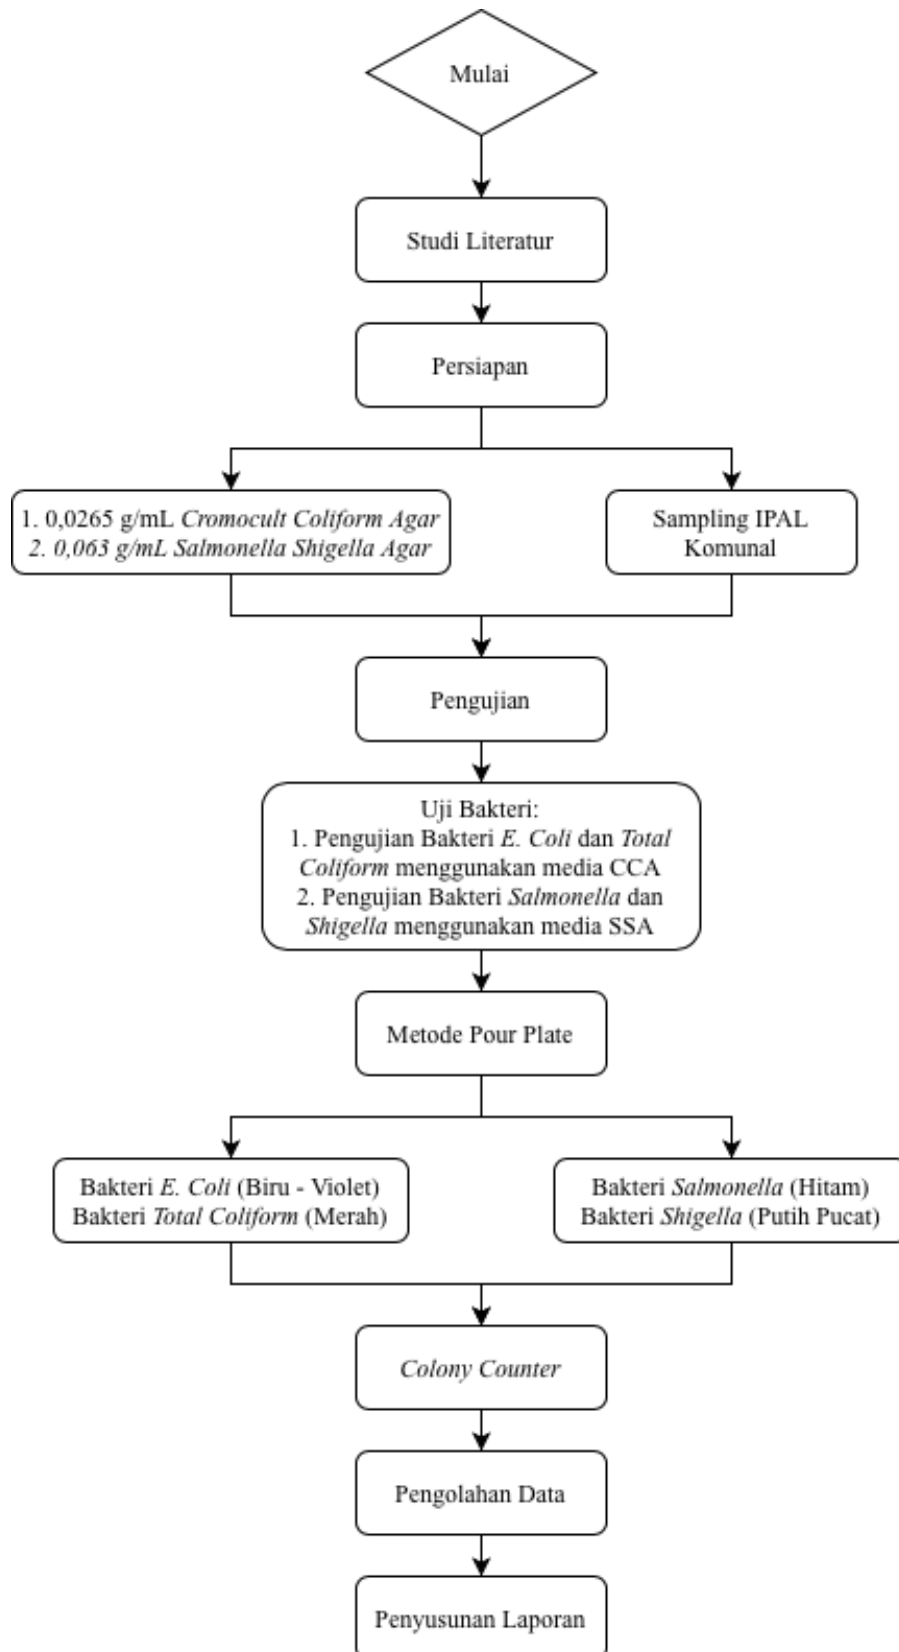 Mulai
Studi Literatur
Persiapan
1. 0,0265 g/mL Cromocult Coliform Agar
2. 0,063 g/mL Salmonella Shigella Agar
Sampling IPAL
Komunal
Pengujian
Uji Bakteri:
1. Pengujian Bakteri E. Coli dan Total
Coliform menggunakan media CCA
2. Pengujian Bakteri Salmonella dan
Shigella menggunakan media SSA
Metode Pour Plate
Bakteri E. Coli (Biru - Violet)
Bakteri Total Coliform (Merah)
Bakteri Salmonella (Hitam)
Bakteri Shigella (Putih Pucat)
Colony Counter
Pengolahan Data
Penyusunan Laporan